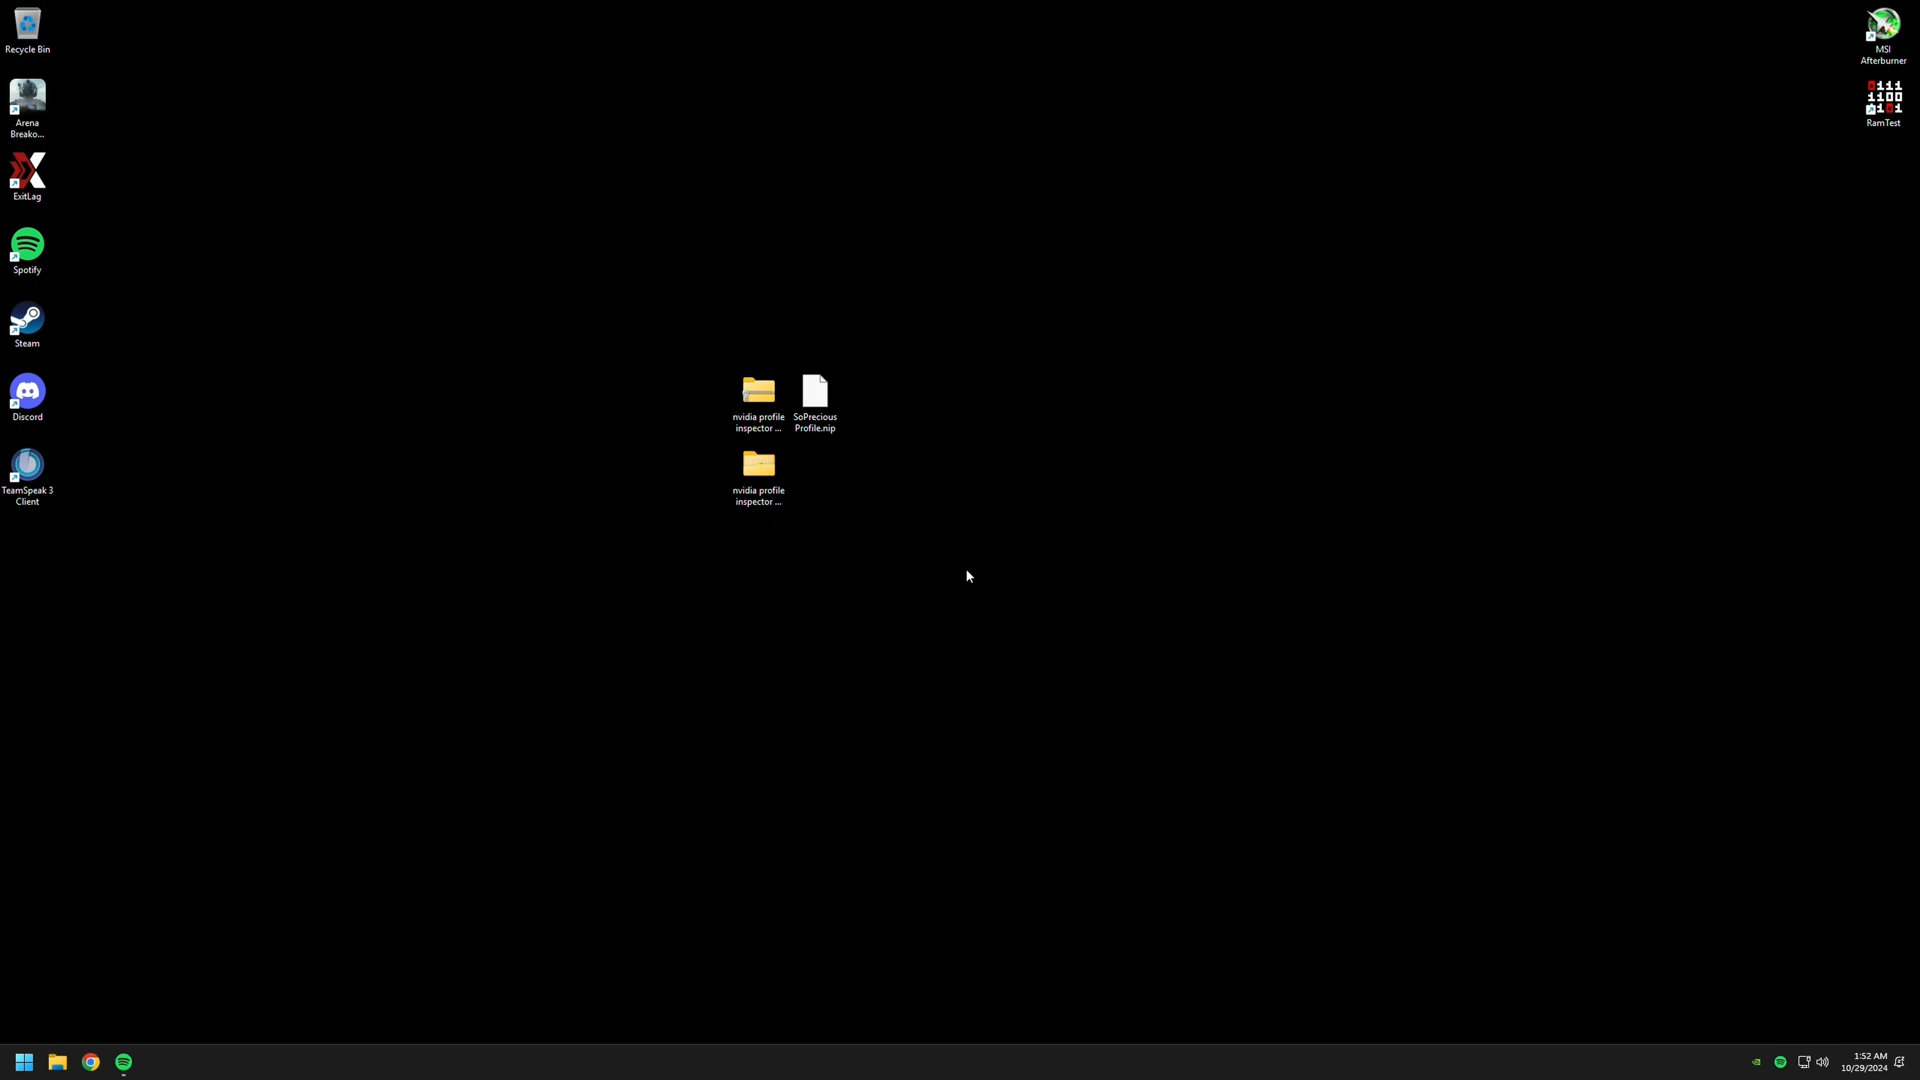 Recycle Bin
Arena
Breako...
ExitLag
Spotify
Steam
Discord
TeamSpeak 3
Client
nvidia profile
inspector ...
SoPrecious
Profile.nip
nvidia profile
inspector ...
MSI
Afterburner
RamTest
1:52 AM
10/29/2024